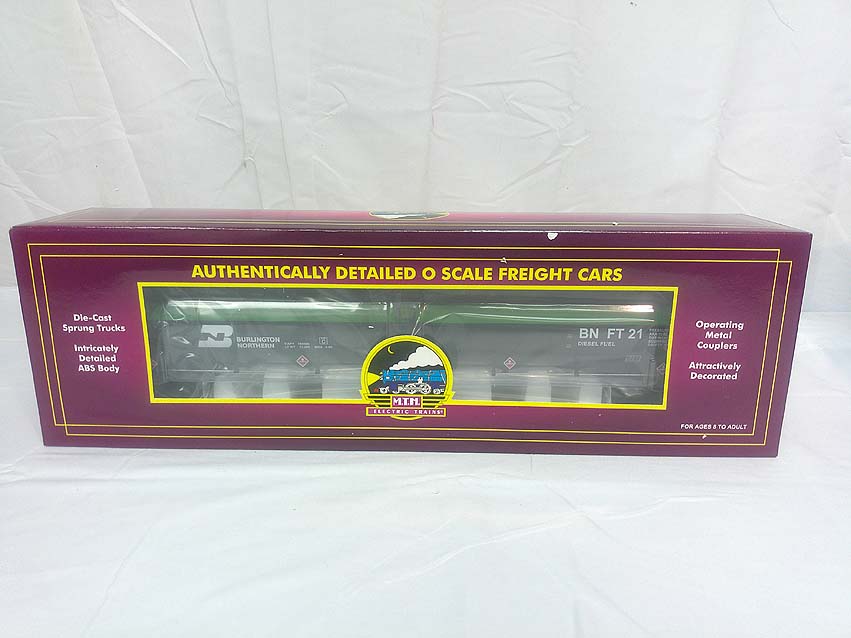 AUTHENTICALLY DETAILED O SCALE FREIGHT CARS
Die-Cast
Sprung Trucks
Intricately
Detailed
ABS Body
BURLINGTON
NORTHERN
BN FT 21
DIESEL FUEL
M.T.H.
ELECTRIC TRAINS
Operating
Metal
Couplers
Attractively
Decorated
FOR AGES 8 TO ADULT